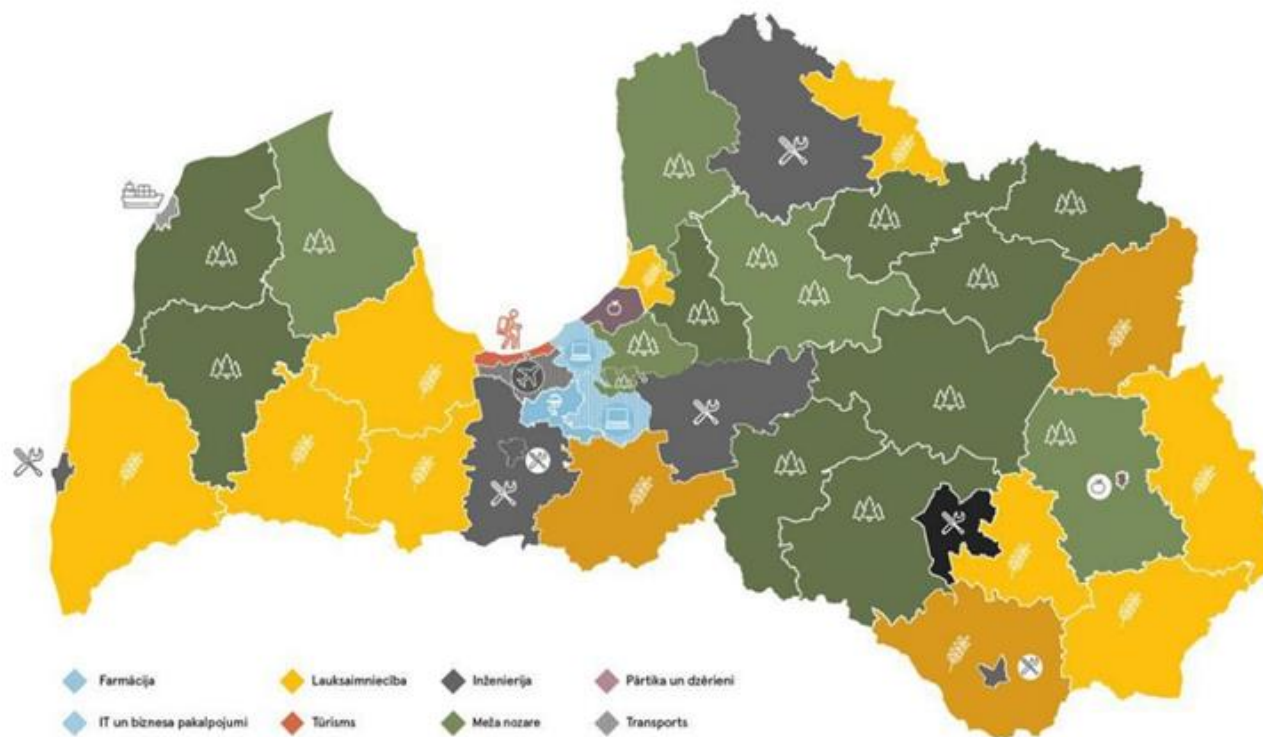 Farmācija
Lauksaimniecība
Inženierija
Pārtika un dzērieni
IT un biznesa pakalpojumi
Tūrisms
Meža nozare
Transports